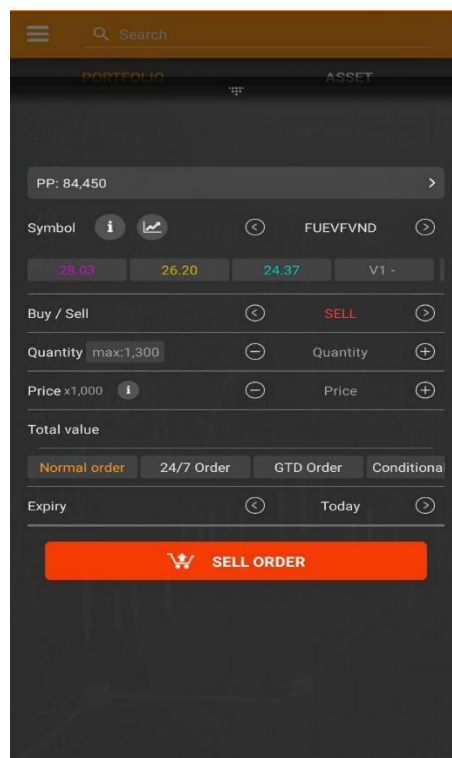 Search
PORTFOLIO ASSET
PP: 84,450
Symbol FUEVFVND
28.03 26.20 24.37 V1 -
Buy / Sell SELL
Quantity max:1,300 Quantity
Price x1,000 Price
Total value
Normal order 24/7 Order GTD Order Conditiona
Expiry Today
SELL ORDER